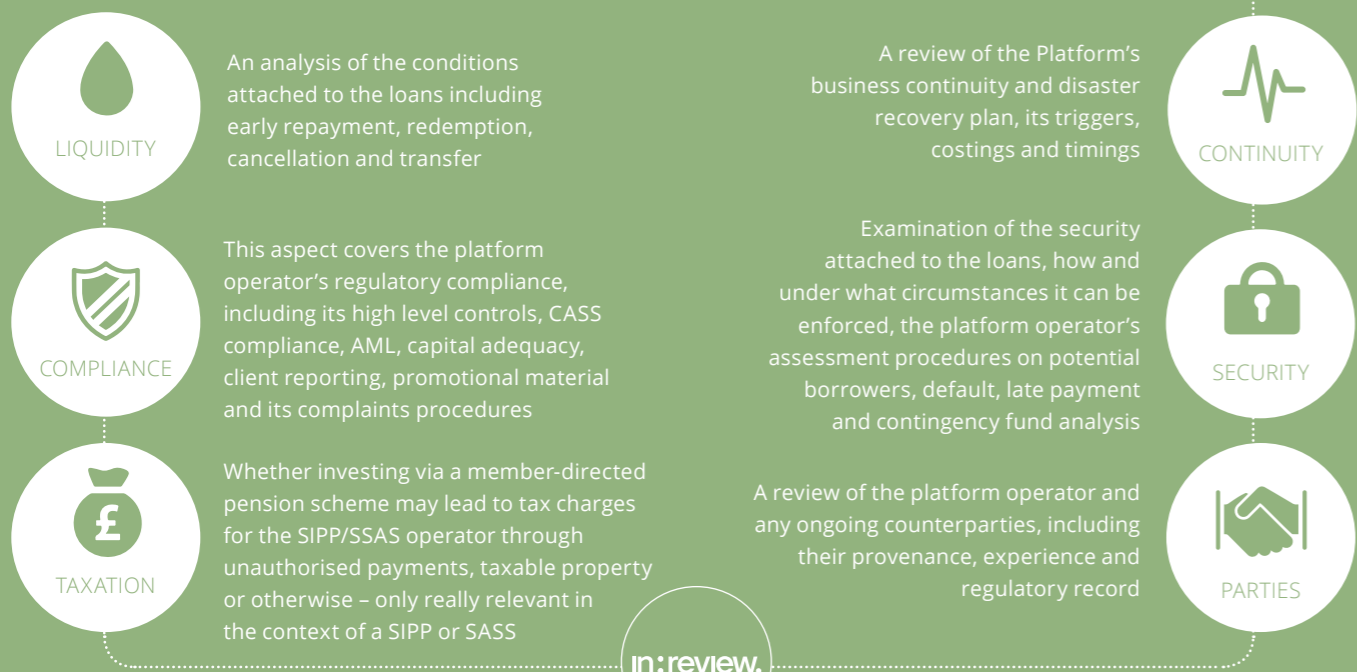 LIQUIDITY
An analysis of the conditions
attached to the loans including
early repayment, redemption,
cancellation and transfer
COMPLIANCE
This aspect covers the platform
operator's regulatory compliance,
including its high level controls, CASS
compliance, AML, capital adequacy,
client reporting, promotional material
and its complaints procedures
£
TAXATION
Whether investing via a member-directed
pension scheme may lead to tax charges
for the SIPP/SSAS operator through
unauthorised payments, taxable property
or otherwise – only really relevant in
the context of a SIPP or SASS
A review of the Platform's
business continuity and disaster
recovery plan, its triggers,
costings and timings
CONTINUITY
Examination of the security
attached to the loans, how and
under what circumstances it can be
enforced, the platform operator's
assessment procedures on potential
borrowers, default, late payment
and contingency fund analysis
SECURITY
A review of the platform operator and
any ongoing counterparties, including
their provenance, experience and
regulatory record
PARTIES
in:review.